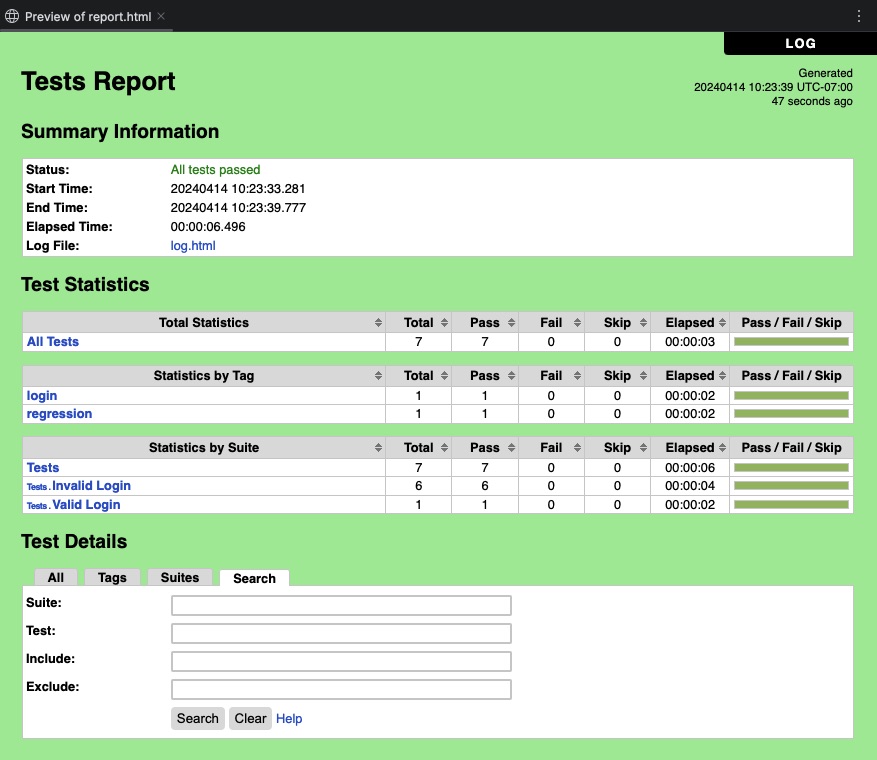 Preview of report.html
LOG
Tests Report
Generated
20240414 10:23:39 UTC-07:00
47 seconds ago
Summary Information
Status: All tests passed
Start Time: 20240414 10:23:33.281
End Time: 20240414 10:23:39.777
Elapsed Time: 00:00:06.496
Log File: log.html
Test Statistics
Total Statistics Total Pass Fail Skip Elapsed Pass / Fail / Skip
All Tests 7 7 0 0 00:00:03
Statistics by Tag Total Pass Fail Skip Elapsed Pass / Fail / Skip
login 1 1 0 0 00:00:02
regression 1 1 0 0 00:00:02
Statistics by Suite Total Pass Fail Skip Elapsed Pass / Fail / Skip
Tests 7 7 0 0 00:00:06
Tests . Invalid Login 6 6 0 0 00:00:04
Tests . Valid Login 1 1 0 0 00:00:02
Test Details
All Tags Suites Search
Suite:
Test:
Include:
Exclude:
Search Clear Help